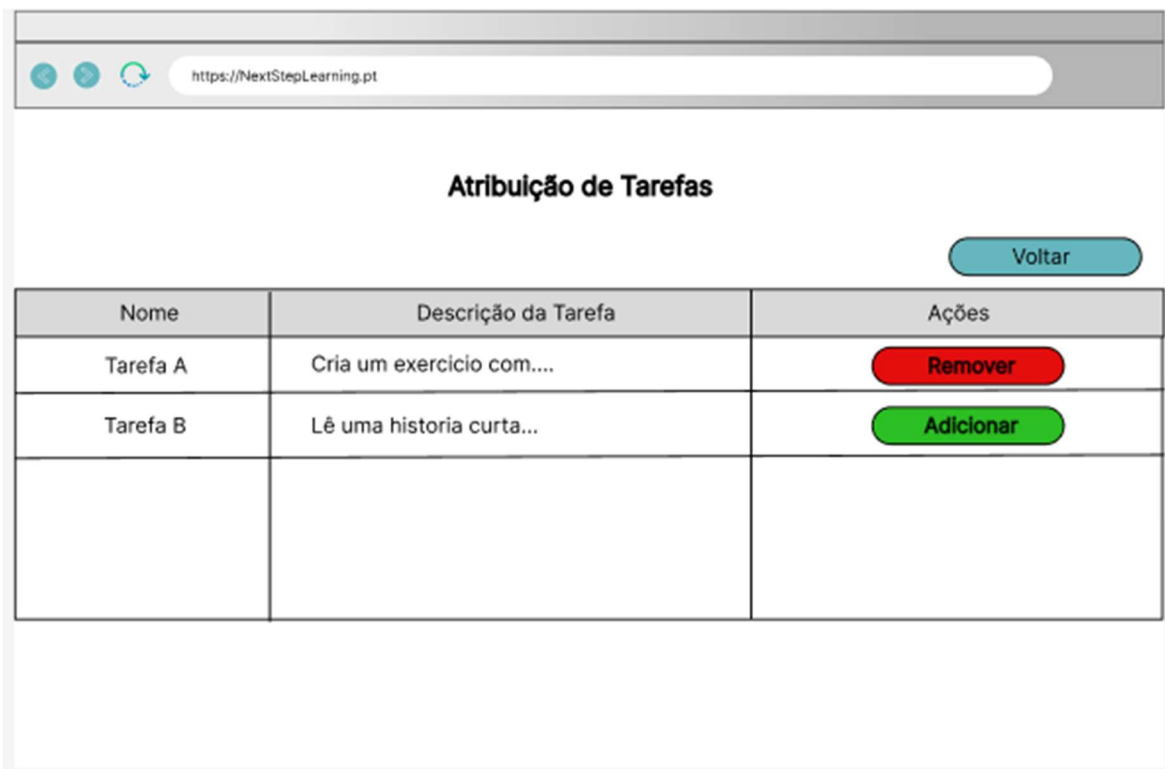 https://NextStepLearning.pt
Atribuição de Tarefas
Voltar
Nome Descrição da Tarefa Ações
Tarefa A Cria um exercicio com.... Remover
Tarefa B Lê uma historia curta... Adicionar